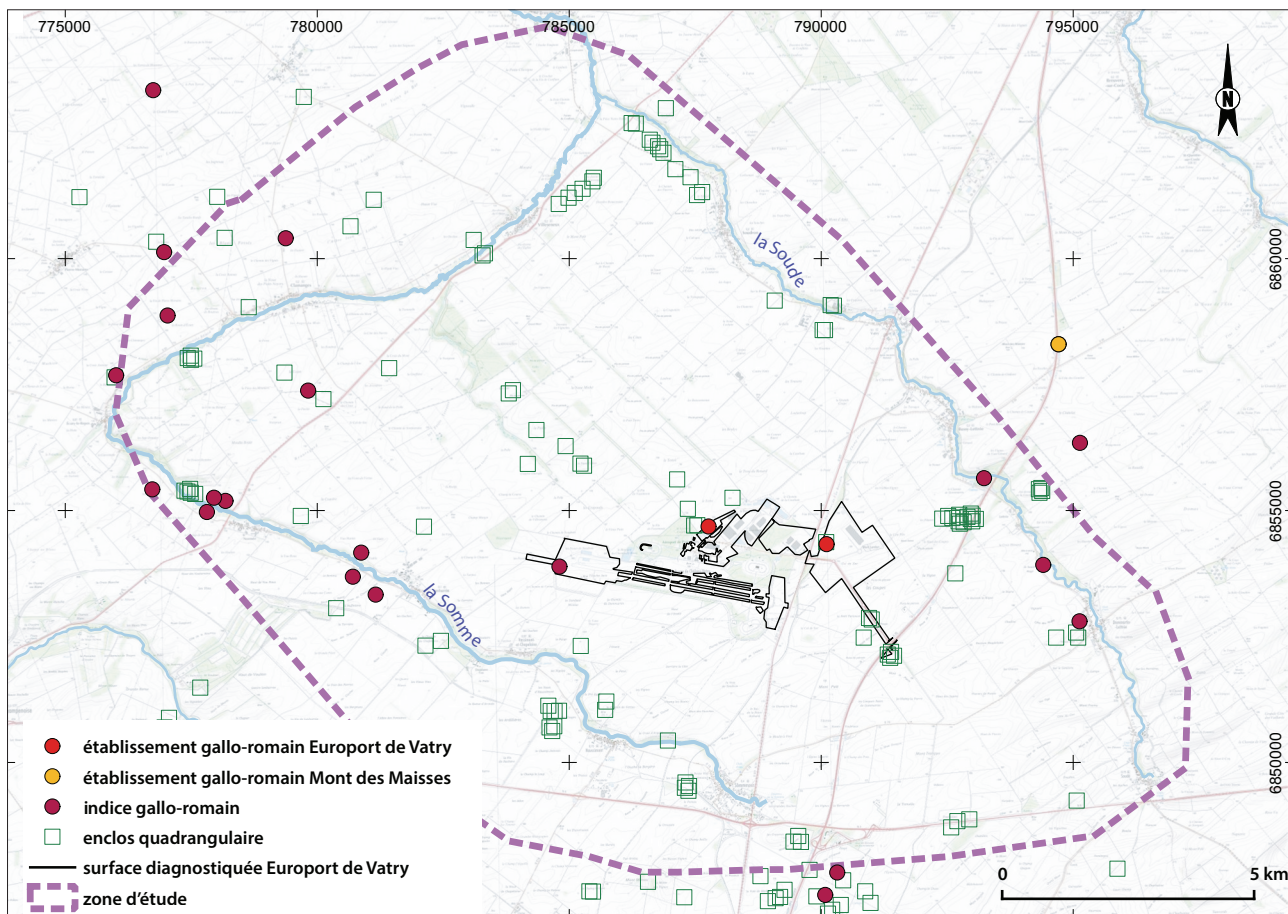 775000
780000
785000
790000
795000
N
la Soude
6860000
6855000
la Somme
6850000
établissement gallo-romain Europort de Vatry
établissement gallo-romain Mont des Maisses
indice gallo-romain
enclos quadrangulaire
surface diagnostiquée Europort de Vatry
zone d'étude
0 5 km